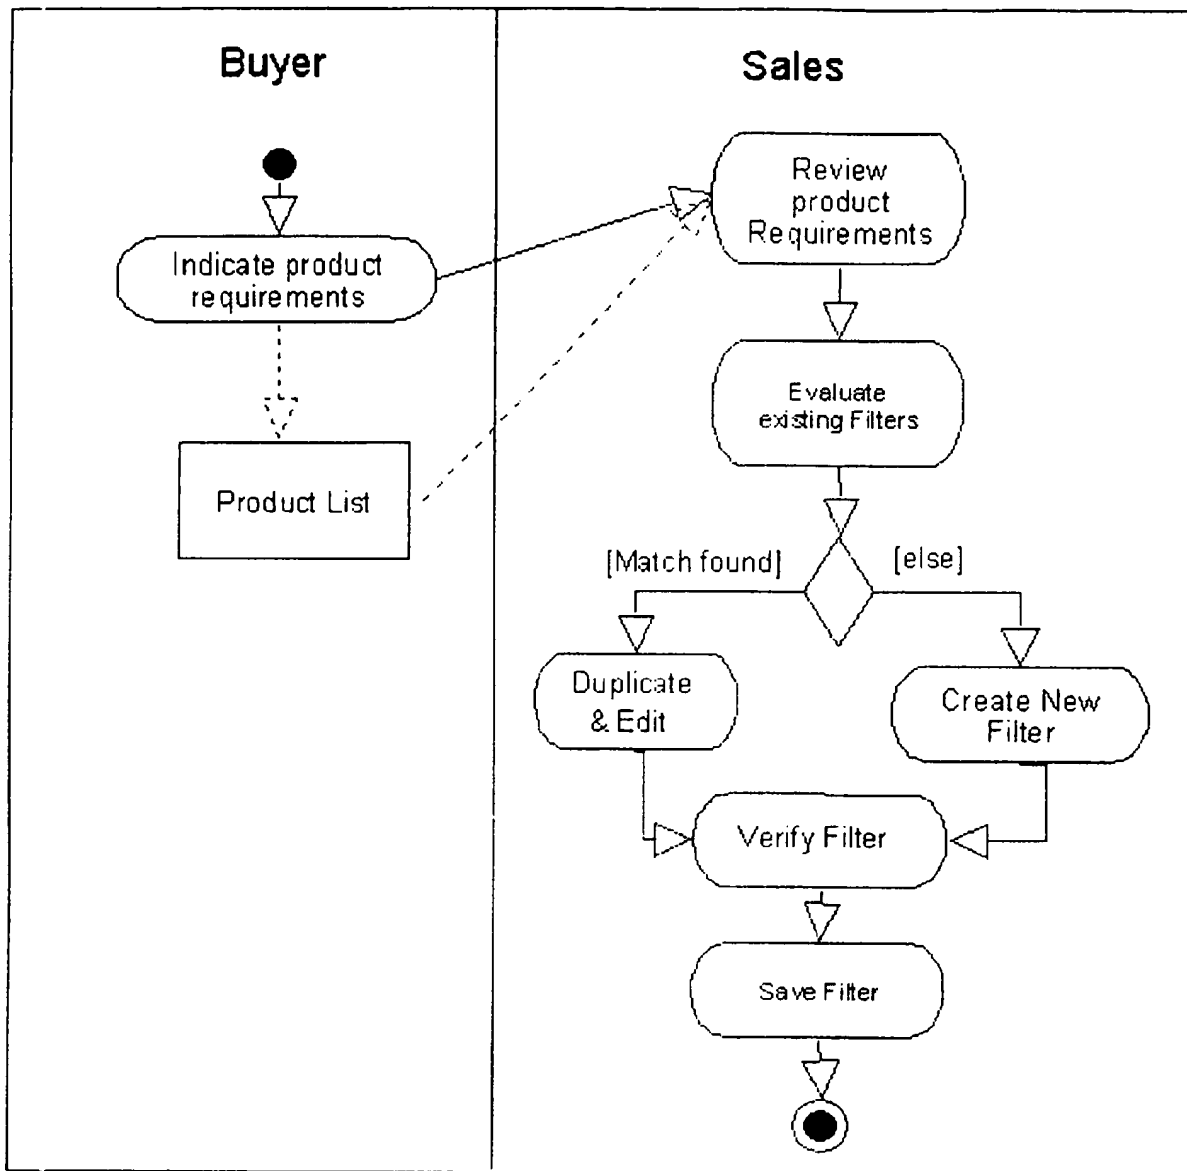 Buyer
Sales
Indicate product
requirements
Product List
Review
product
Requirements
Evaluate
existing Filters
[Match found]
[else]
Duplicate
& Edit
Create New
Filter
Verify Filter
Save Filter